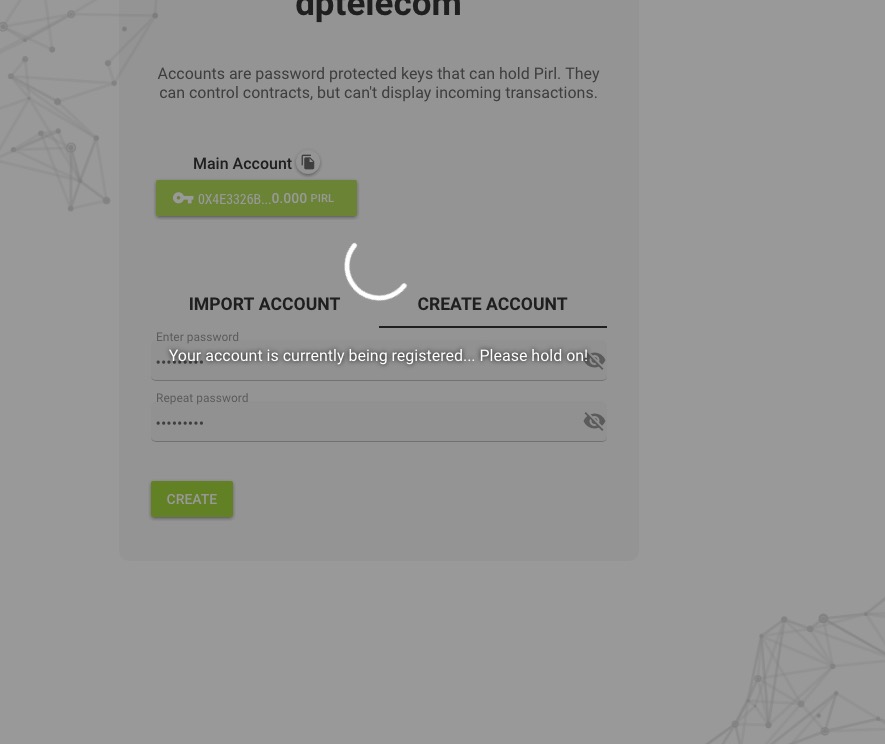 dptelecom
Accounts are password protected keys that can hold Pirl. They
can control contracts, but can't display incoming transactions.
Main Account
0X4E3326B...0.000 PIRL
IMPORT ACCOUNT
CREATE ACCOUNT
Enter password
Your account is currently being registered... Please hold on!
•••••••••
Repeat password
•••••••••
CREATE